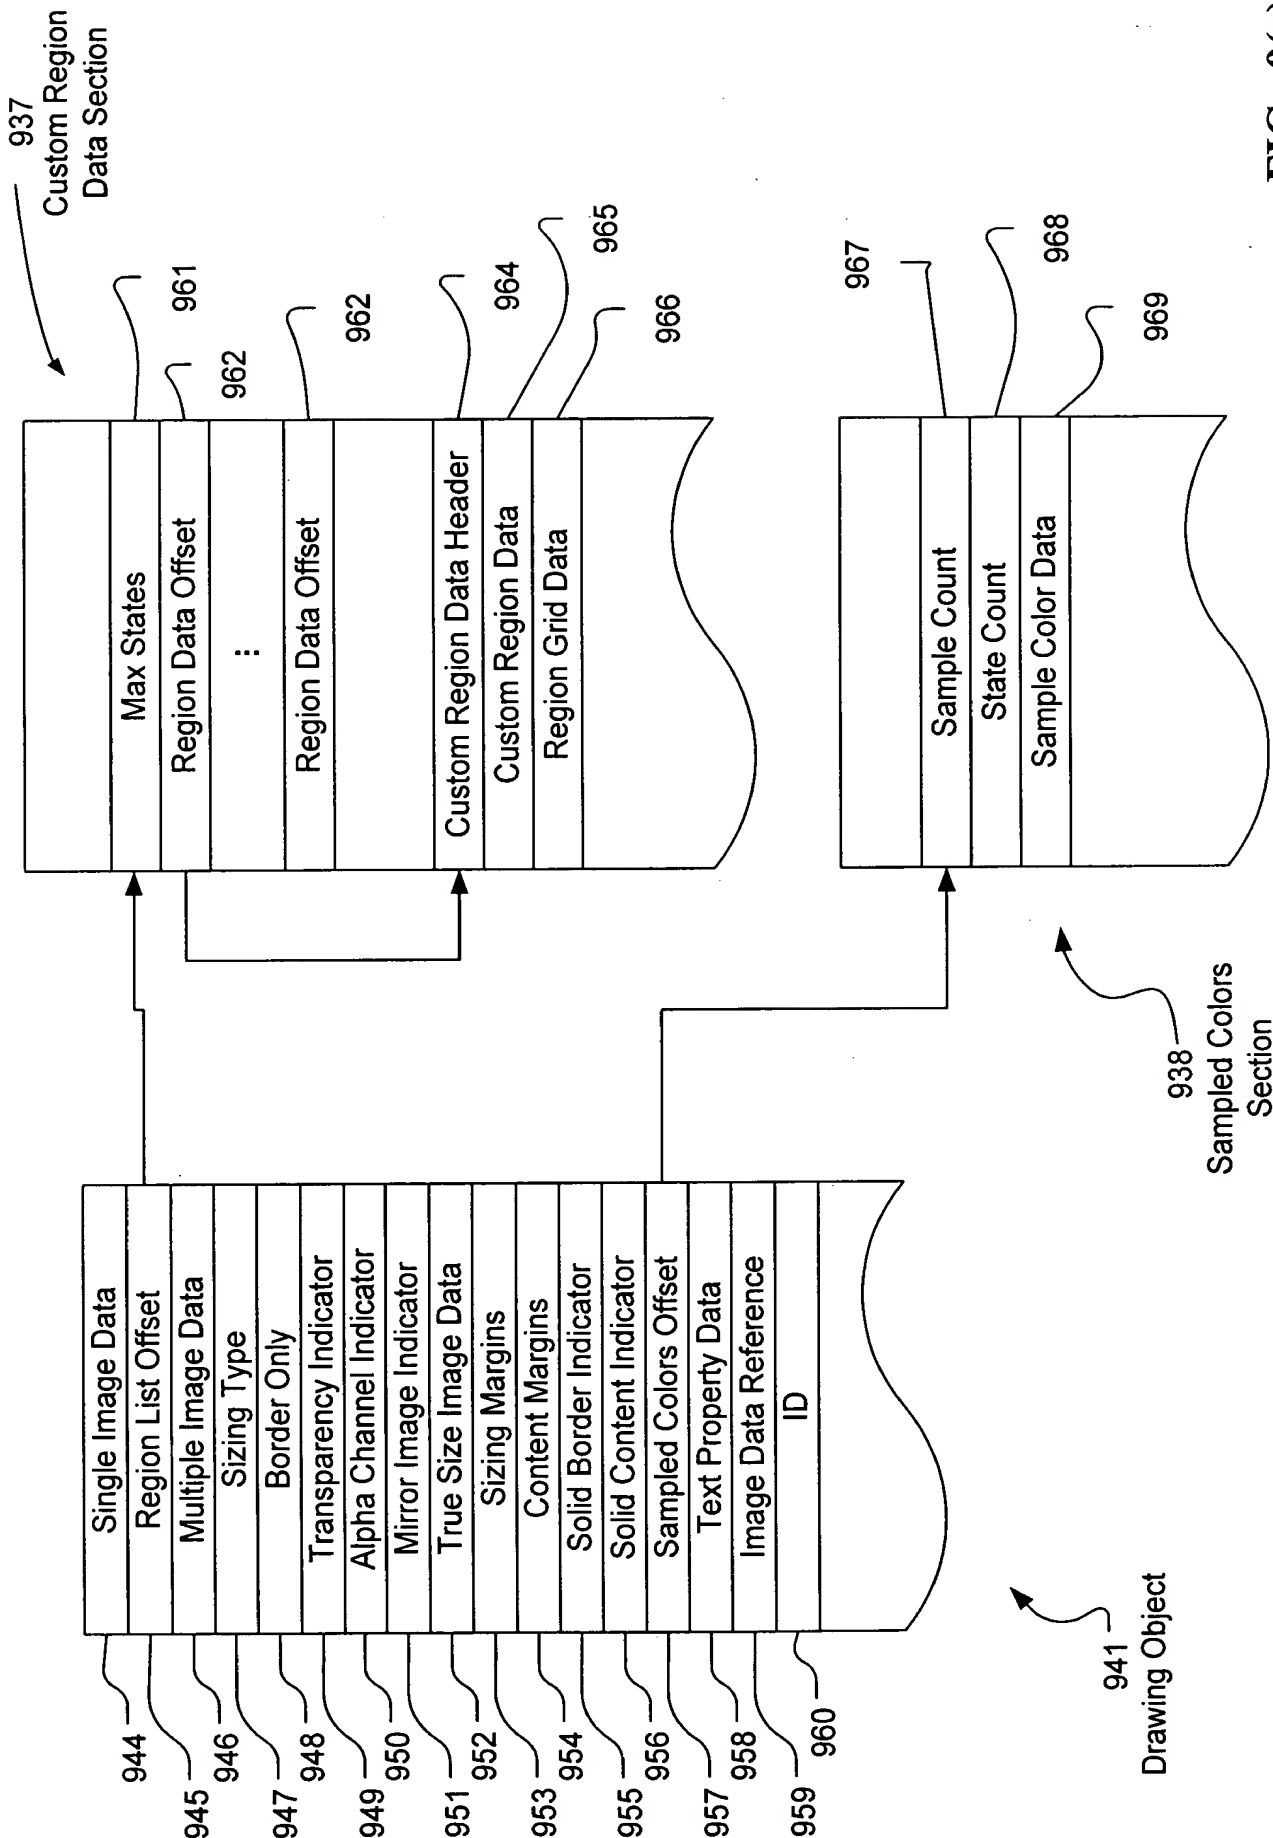 937
Custom Region
Data Section
944 Single Image Data
945 Region List Offset
946 Multiple Image Data
947 Sizing Type
948 Border Only
949 Transparency Indicator
950 Alpha Channel Indicator
951 Mirror Image Indicator
952 True Size Image Data
953 Sizing Margins
954 Content Margins
955 Solid Border Indicator
956 Solid Content Indicator
957 Sampled Colors Offset
958 Text Property Data
959 Image Data Reference
960 ID
941
Drawing Object
Max States 961
Region Data Offset 962
...
Region Data Offset 962
Custom Region Data Header 964
Custom Region Data 965
Region Grid Data 966
Sample Count 967
State Count 968
Sample Color Data 969
938
Sampled Colors
Section
FIG.